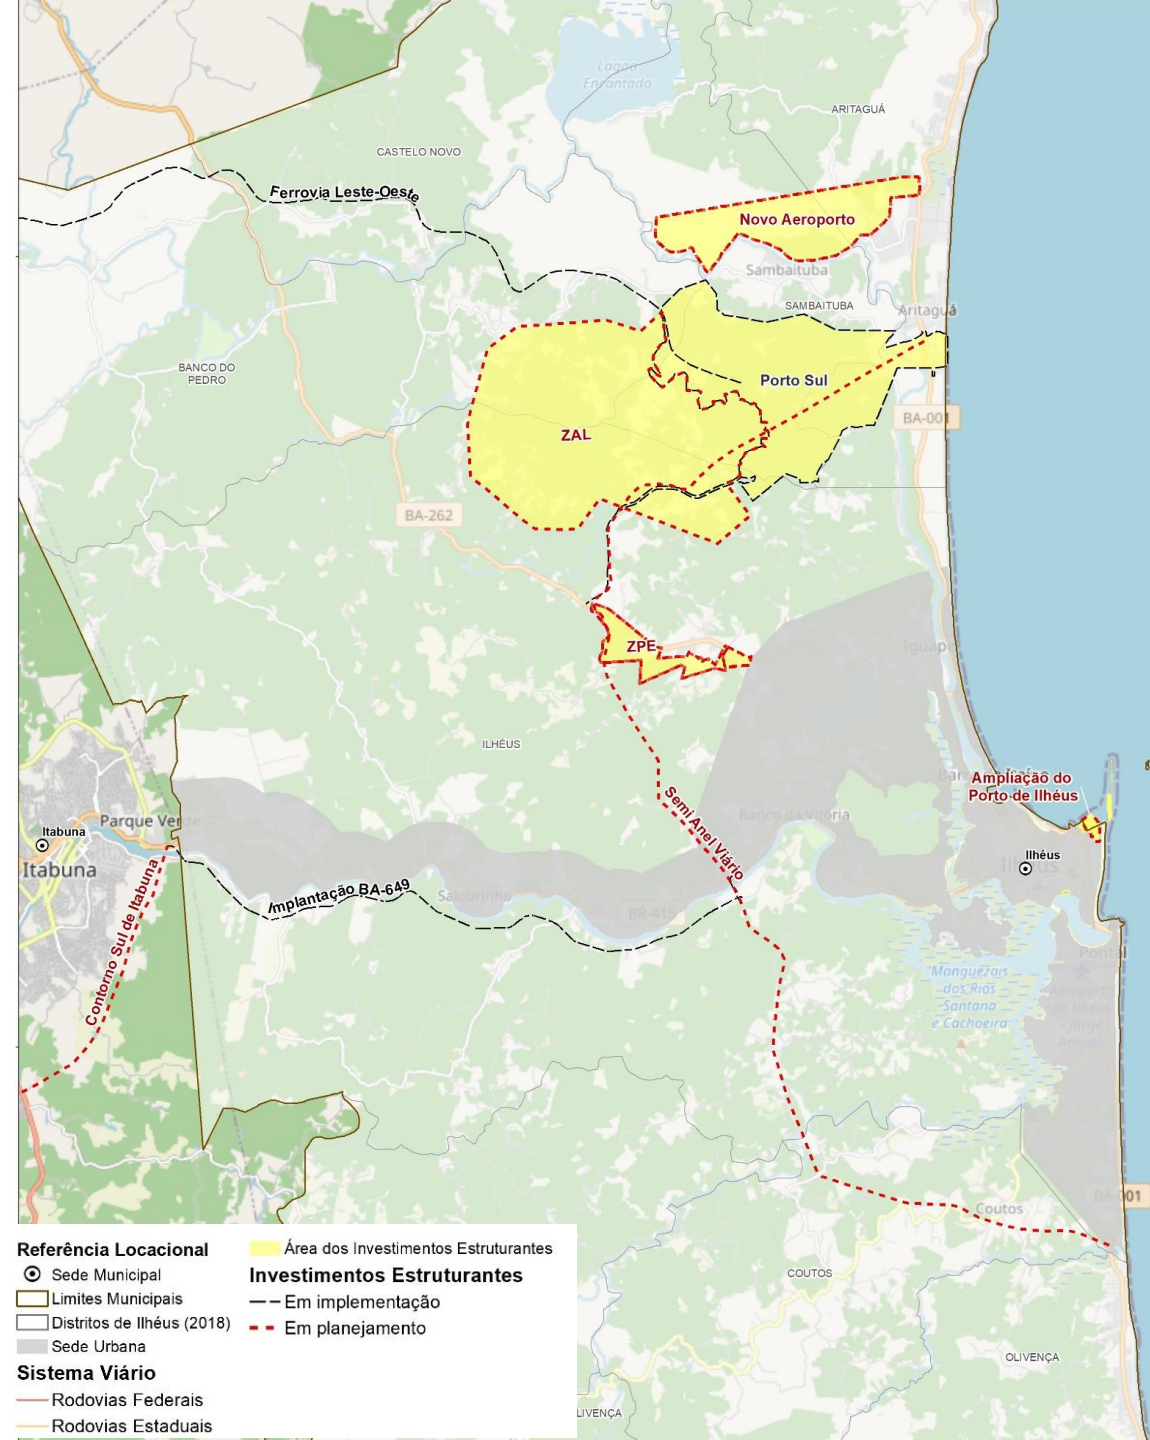 Lagoa
Encantada
ARITAGUÁ
CASTELO NOVO
Ferrovia Leste-Oeste
Novo Aeroporto
Sambaituba
SAMBAITUBA
Aritaguá
BANCO DO
PEDRO
Porto Sul
BA-001
ZAL
BA-262
ZPE
Iguape
ILHÉUS
Ampliação do
Porto de Ilhéus
Semi Anel Viário
Banco da Vitória
Parque Verde
Itabuna
Itabuna
Ilhéus
Ilhéus
Implantação BA-649
Salobrinho
BR-415
Contorno Sul de Itabuna
Pontal
Manguezais
dos Rios
Santana
e Cachoeira
Aeroporto
de Ilhéus -
Jorge
Amado
BA-001
Coutos
COUTOS
OLIVENÇA
LIVENÇA
Referência Locacional
Sede Municipal
Limites Municipais
Distritos de Ilhéus (2018)
Sede Urbana
Sistema Viário
Rodovias Federais
Rodovias Estaduais
Área dos Investimentos Estruturantes
Investimentos Estruturantes
Em implementação
Em planejamento